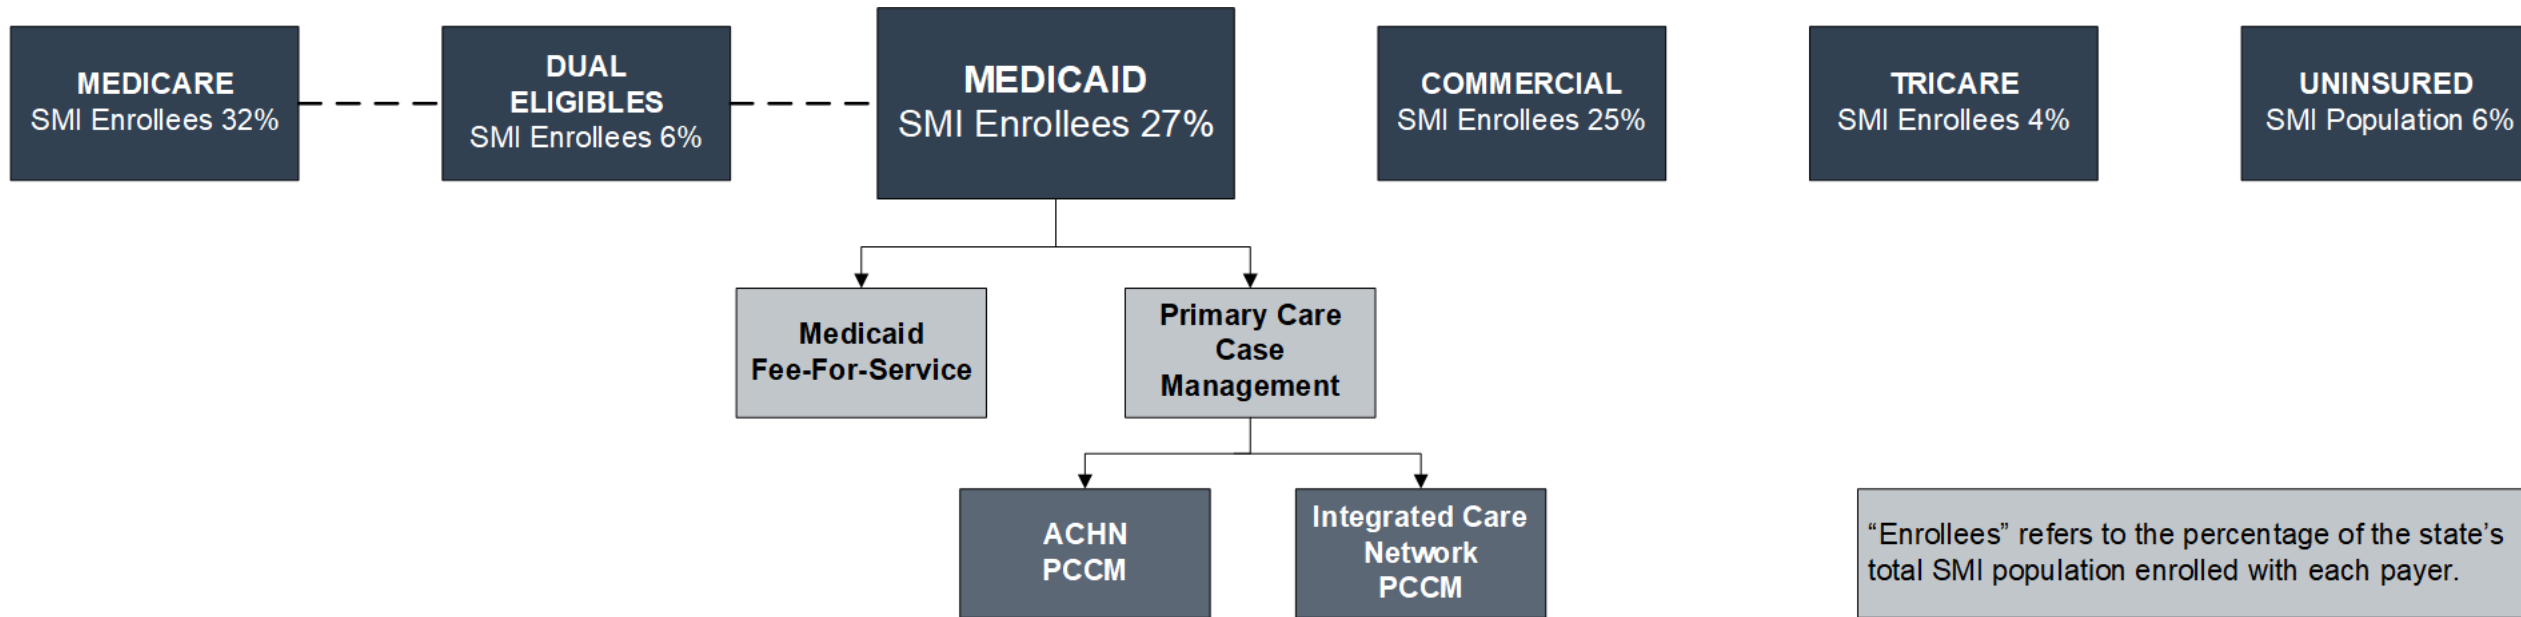 MEDICARE
SMI Enrollees 32%
DUAL
ELIGIBLES
SMI Enrollees 6%
MEDICAID
SMI Enrollees 27%
COMMERCIAL
SMI Enrollees 25%
TRICARE
SMI Enrollees 4%
UNINSURED
SMI Population 6%
Medicaid
Fee-For-Service
Primary Care
Case
Management
ACHN
PCCM
Integrated Care
Network
PCCM
“Enrollees” refers to the percentage of the state’s
total SMI population enrolled with each payer.